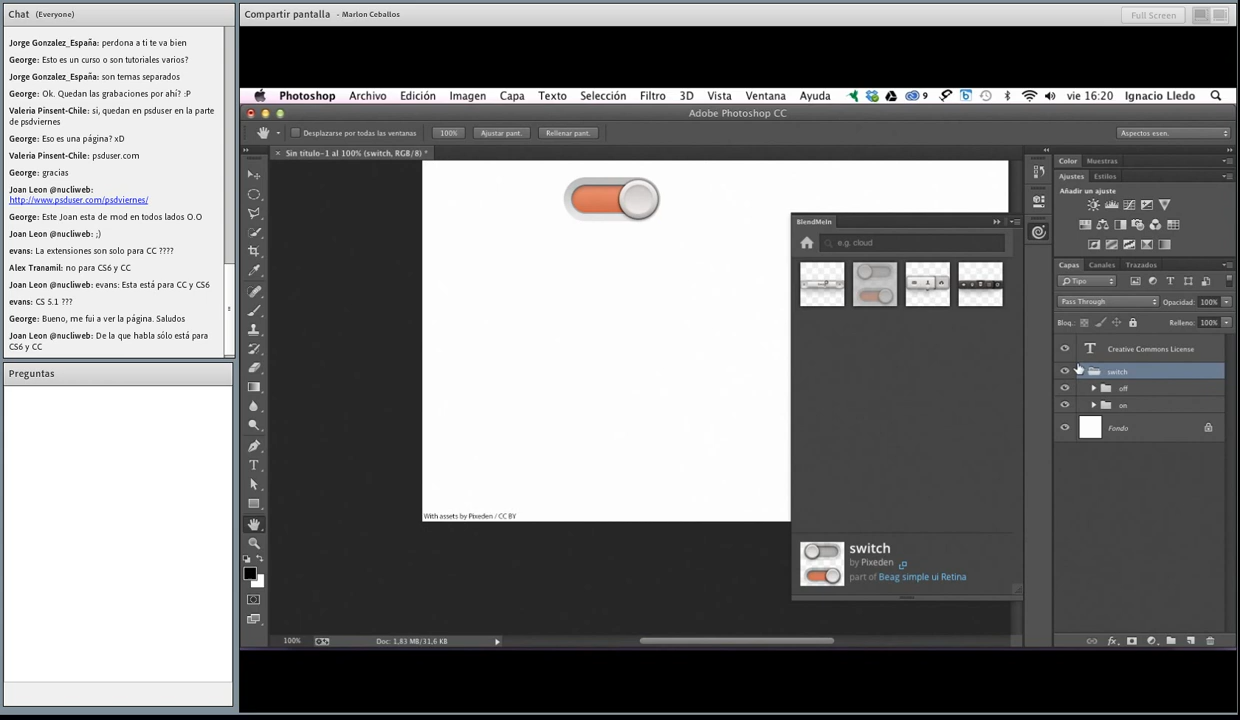 Chat (Everyone)
Jorge Gonzalez_España: perdona a ti te va bien
George: Esto es un curso o son tutoriales varios?
Jorge Gonzalez_España: son temas separados
George: Ok. Quedan las grabaciones por ahí? :P
Valeria Pinsent-Chile: si, quedan en psduser en la parte
de psdviernes
George: Eso es una página? xD
Valeria Pinsent-Chile: psduser.com
George: gracias
Joan Leon @nucliweb:
http://www.psduser.com/psdviernes/
George: Este Joan esta de mod en todos lados O.O
Joan Leon @nucliweb: ;)
evans: La extensiones son solo para CC ????
Alex Tranamil: no para CS6 y CC
Joan Leon @nucliweb: evans: Esta está para CC y CS6
evans: CS 5.1 ???
George: Bueno, me fui a ver la página. Saludos
Joan Leon @nucliweb: De la que habla sólo está para
CS6 y CC
Preguntas
Compartir pantalla - Marlon Ceballos
Full Screen
Photoshop Archivo Edición Imagen Capa Texto Selección Filtro 3D Vista Ventana Ayuda 9 vie 16:20 Ignacio Lledo
Adobe Photoshop CC
Desplazarse por todas las ventanas 100% Ajustar pant. Rellenar pant. Aspectos esen.
× Sin título-1 al 100% (switch, RGB/8) *
With assets by Pixeden / CC BY
100% Doc: 1,83 MB/31,6 KB
BlendMeIn
e.g. cloud
switch
by Pixeden
part of Beag simple ui Retina
Color Muestras
Ajustes Estilos
Añadir un ajuste
Capas Canales Trazados
Tipo
Pass Through Opacidad: 100%
Bloq.: Relleno: 100%
T Creative Commons License
switch
off
on
Fondo
fx